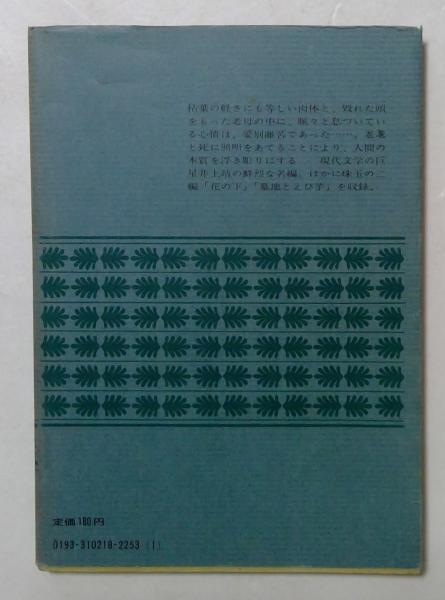 枯葉の軽さにも等しい肉体と、毀れた頭
をもった老母の中に、脈々と息づいてい
る心情は、愛別離苦であった……。老耄
と死に照明をあてることにより、人間の
本質を浮き彫りにする──現代文学の巨
星井上靖の鮮烈な名編。ほかに珠玉の二
編「花の下」「墓地とえび芋」を収録。
定価180円
0193-310218-2253 (1)